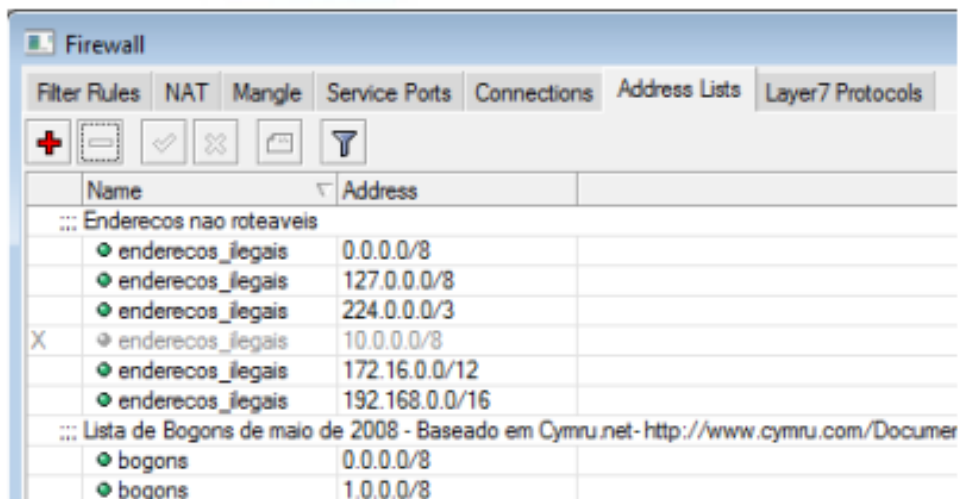 Firewall
Filter Rules NAT Mangle Service Ports Connections Address Lists Layer7 Protocols
Name Address
;;; Enderecos nao roteaveis
enderecos_ilegais 0.0.0.0/8
enderecos_ilegais 127.0.0.0/8
enderecos_ilegais 224.0.0.0/3
X enderecos_ilegais 10.0.0.0/8
enderecos_ilegais 172.16.0.0/12
enderecos_ilegais 192.168.0.0/16
;;; Lista de Bogons de maio de 2008 - Baseado em Cymru.net- http://www.cymru.com/Documen
bogons 0.0.0.0/8
bogons 1.0.0.0/8